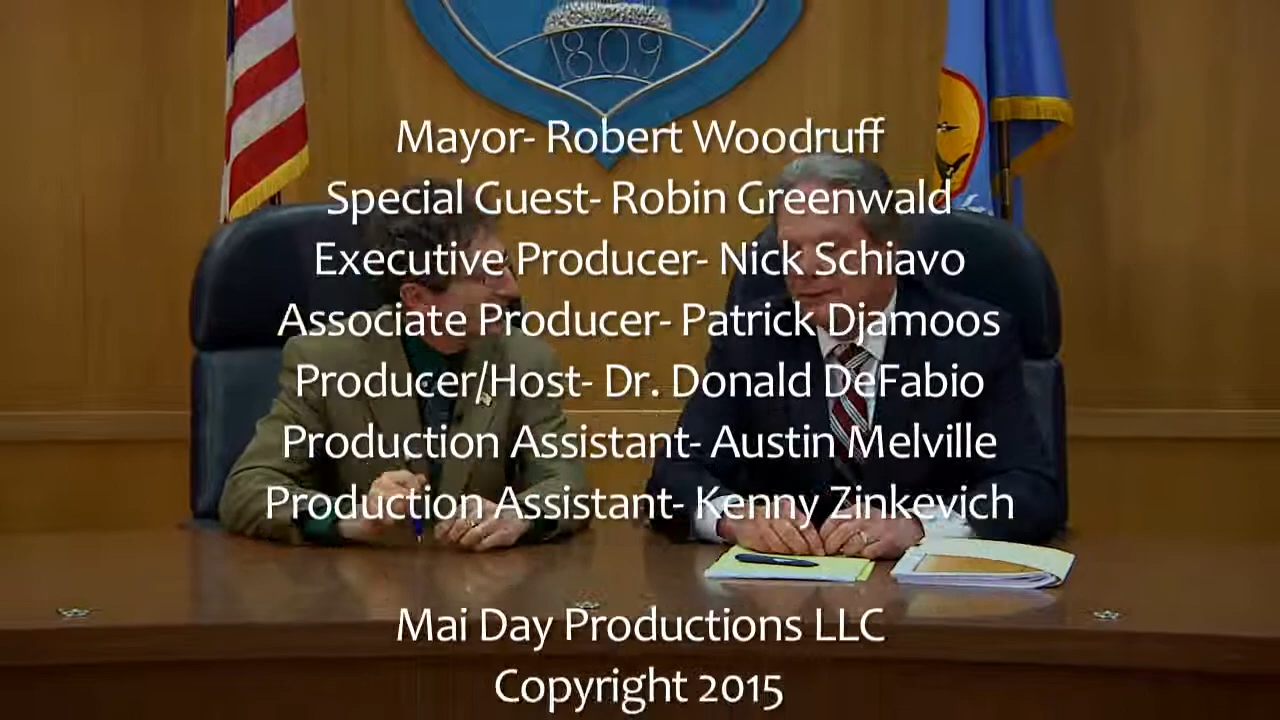 1809
Mayor- Robert Woodruff
Special Guest- Robin Greenwald
Executive Producer- Nick Schiavo
Associate Producer- Patrick Djamoos
Producer/Host- Dr. Donald DeFabio
Production Assistant- Austin Melville
Production Assistant- Kenny Zinkevich
Mai Day Productions LLC
Copyright 2015